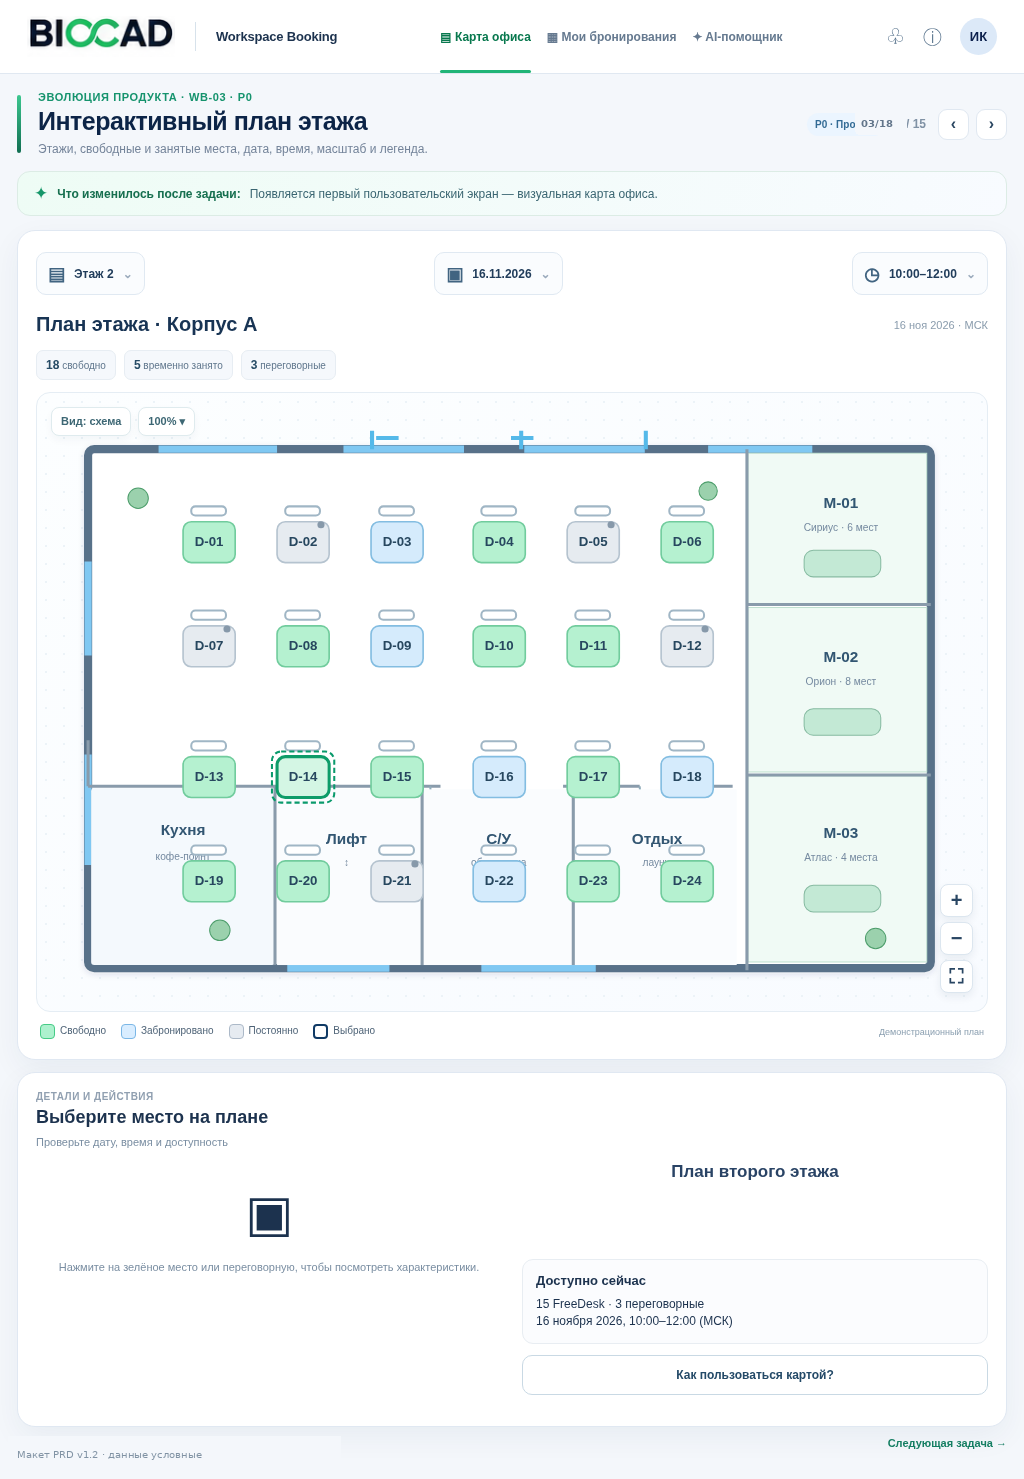 BIOCAD
Workspace Booking
Карта офиса
Мои бронирования
AI-помощник
ИК
ЭВОЛЮЦИЯ ПРОДУКТА · WB-03 · P0
Интерактивный план этажа
Этажи, свободные и занятые места, дата, время, масштаб и легенда.
P0 · Про 03/18 / 15
Что изменилось после задачи: Появляется первый пользовательский экран — визуальная карта офиса.
Этаж 2
16.11.2026
10:00–12:00
План этажа · Корпус А
16 ноя 2026 · МСК
18 свободно
5 временно занято
3 переговорные
Вид: схема
100% ▾
D-01 D-02 D-03 D-04 D-05 D-06
M-01
Сириус · 6 мест
D-07 D-08 D-09 D-10 D-11 D-12
M-02
Орион · 8 мест
D-13 D-14 D-15 D-16 D-17 D-18
Кухня
кофе-поинт
Лифт
↕
С/У
Отдых
M-03
Атлас · 4 места
D-19 D-20 D-21 D-22 D-23 D-24
+
−
Свободно
Забронировано
Постоянно
Выбрано
Демонстрационный план
ДЕТАЛИ И ДЕЙСТВИЯ
Выберите место на плане
Проверьте дату, время и доступность
Нажмите на зелёное место или переговорную, чтобы посмотреть характеристики.
План второго этажа
Доступно сейчас
15 FreeDesk · 3 переговорные
16 ноября 2026, 10:00–12:00 (МСК)
Как пользоваться картой?
Следующая задача →
Макет PRD v1.2 · данные условные